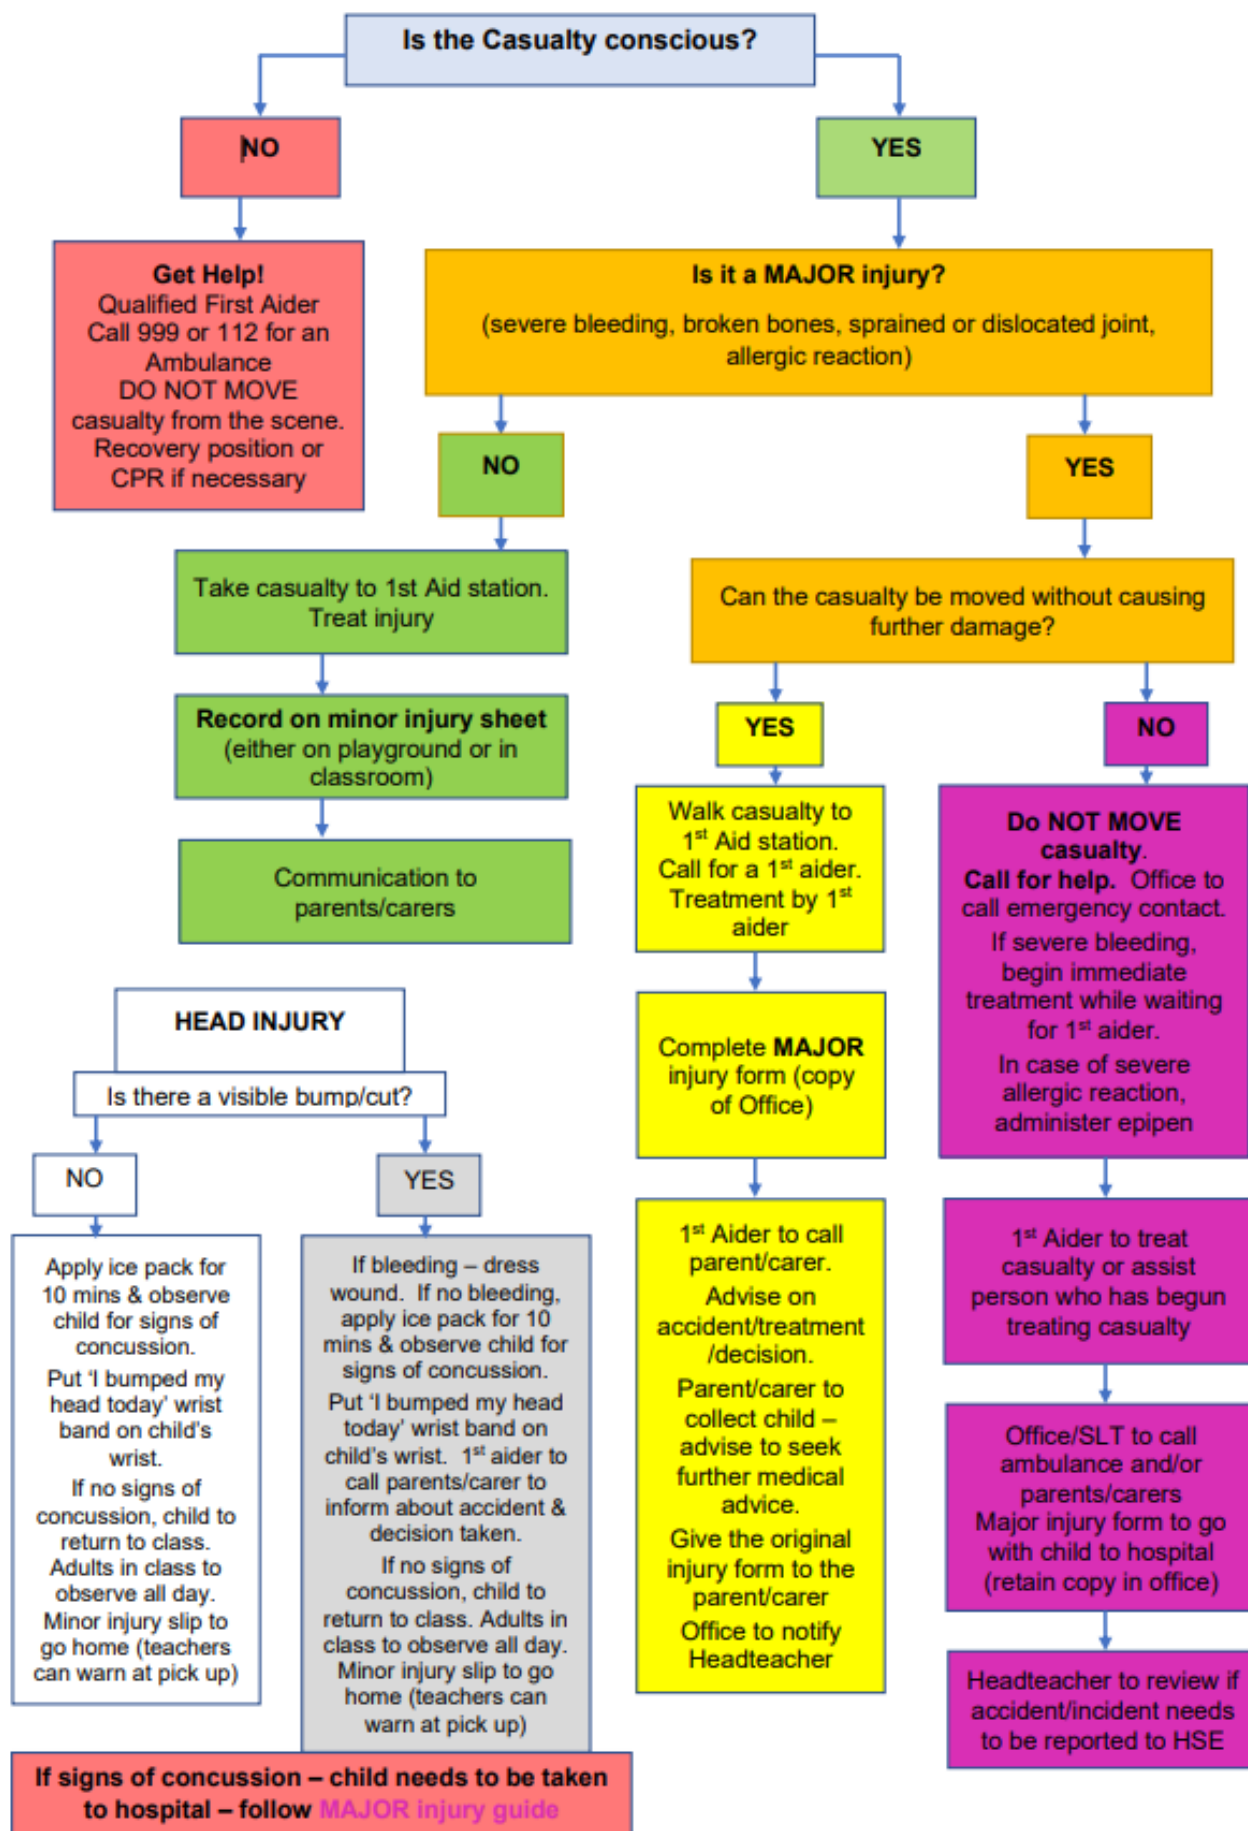 Is the Casualty conscious?
NO
YES
Get Help!
Qualified First Aider
Call 999 or 112 for an
Ambulance
DO NOT MOVE
casualty from the scene.
Recovery position or
CPR if necessary
Is it a MAJOR injury?
(severe bleeding, broken bones, sprained or dislocated joint,
allergic reaction)
NO
YES
Take casualty to 1st Aid station.
Treat injury
Record on minor injury sheet
(either on playground or in
classroom)
Communication to
parents/carers
Can the casualty be moved without causing
further damage?
YES
NO
Walk casualty to
1st Aid station.
Call for a 1st aider.
Treatment by 1st
aider
Complete MAJOR
injury form (copy
of Office)
1st Aider to call
parent/carer.
Advise on
accident/treatment
/decision.
Parent/carer to
collect child –
advise to seek
further medical
advice.
Give the original
injury form to the
parent/carer
Office to notify
Headteacher
Do NOT MOVE
casualty.
Call for help. Office to
call emergency contact.
If severe bleeding,
begin immediate
treatment while waiting
for 1st aider.
In case of severe
allergic reaction,
administer epipen
1st Aider to treat
casualty or assist
person who has begun
treating casualty
Office/SLT to call
ambulance and/or
parents/carers
Major injury form to go
with child to hospital
(retain copy in office)
Headteacher to review if
accident/incident needs
to be reported to HSE
HEAD INJURY
Is there a visible bump/cut?
NO
YES
Apply ice pack for
10 mins & observe
child for signs of
concussion.
Put ‘I bumped my
head today’ wrist
band on child’s
wrist.
If no signs of
concussion, child to
return to class.
Adults in class to
observe all day.
Minor injury slip to
go home (teachers
can warn at pick up)
If bleeding – dress
wound. If no bleeding,
apply ice pack for 10
mins & observe child for
signs of concussion.
Put ‘I bumped my head
today’ wrist band on
child’s wrist. 1st aider to
call parents/carer to
inform about accident &
decision taken.
If no signs of
concussion, child to
return to class. Adults in
class to observe all day.
Minor injury slip to go
home (teachers can
warn at pick up)
If signs of concussion – child needs to be taken
to hospital – follow MAJOR injury guide